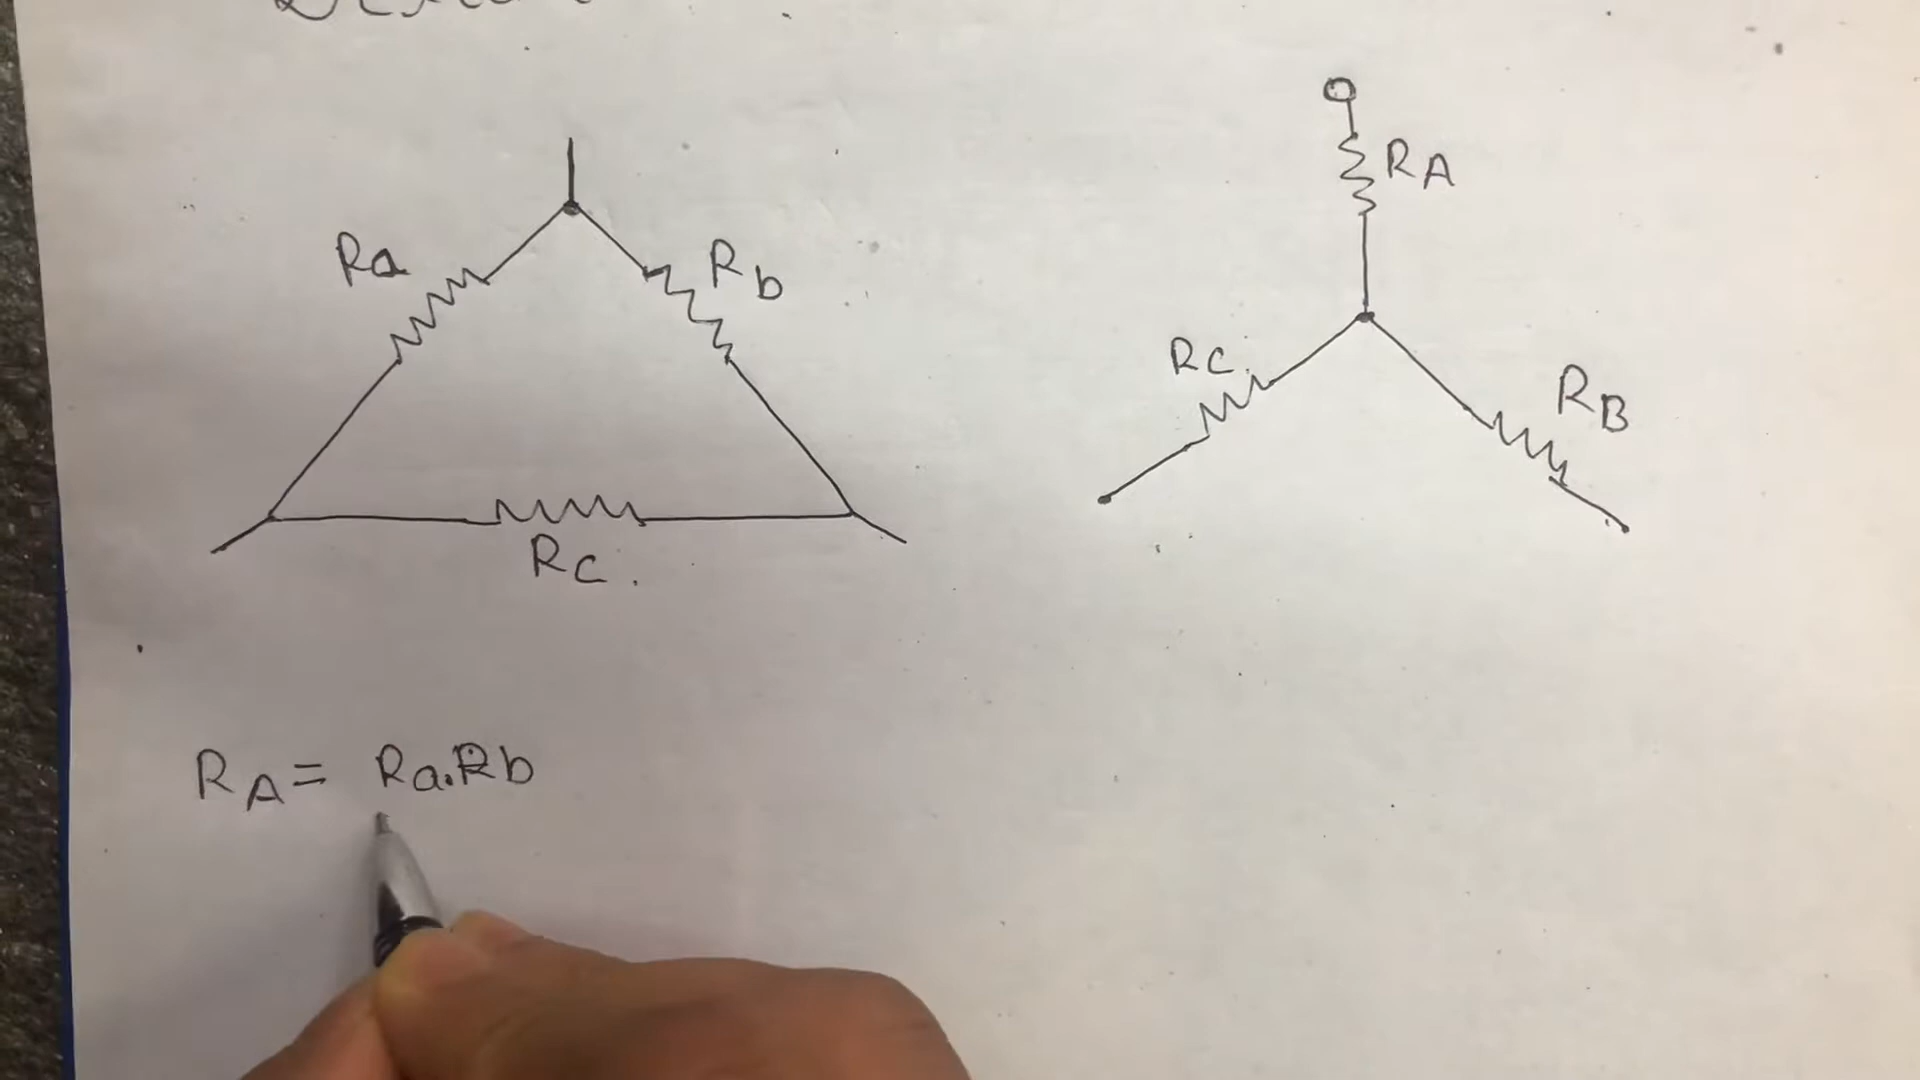 Ra
Rb
Rc.
RA
Rc.
RB
RA = Ra.Rb